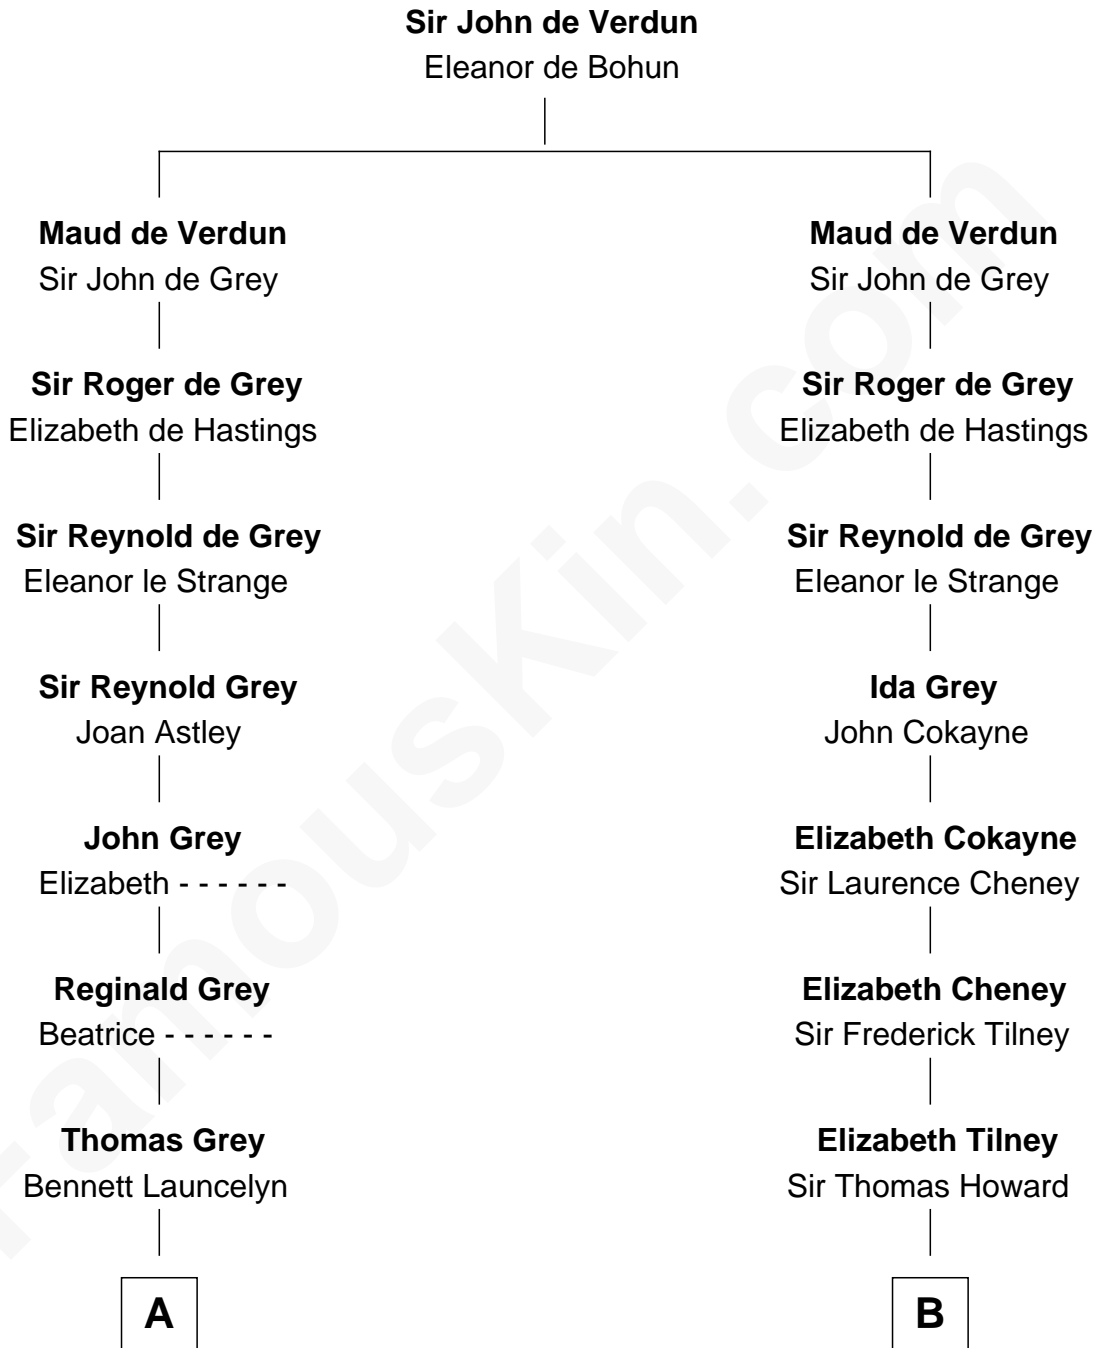 Sir John de Verdun
Eleanor de Bohun
Maud de Verdun
Sir John de Grey
Maud de Verdun
Sir John de Grey
Sir Roger de Grey
Elizabeth de Hastings
Sir Roger de Grey
Elizabeth de Hastings
Sir Reynold de Grey
Eleanor le Strange
Sir Reynold de Grey
Eleanor le Strange
Sir Reynold Grey
Joan Astley
Ida Grey
John Cokayne
John Grey
Elizabeth - - - - - -
Elizabeth Cokayne
Sir Laurence Cheney
Reginald Grey
Beatrice - - - - - -
Elizabeth Cheney
Sir Frederick Tilney
Thomas Grey
Bennett Launcelyn
Elizabeth Tilney
Sir Thomas Howard
A
B
FamousKin.com